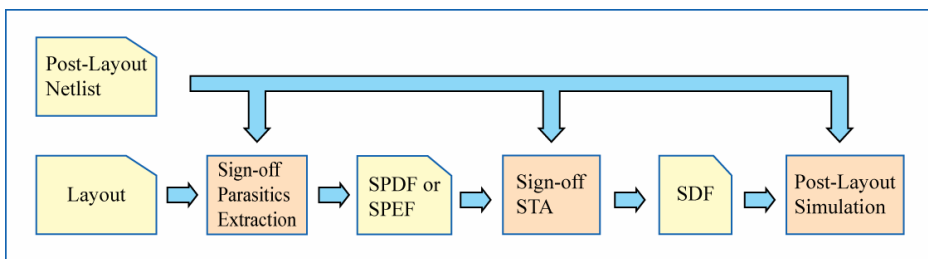 Post-Layout
Netlist
Layout
Sign-off
Parasitics
Extraction
SPDF or
SPEF
Sign-off
STA
SDF
Post-Layout
Simulation